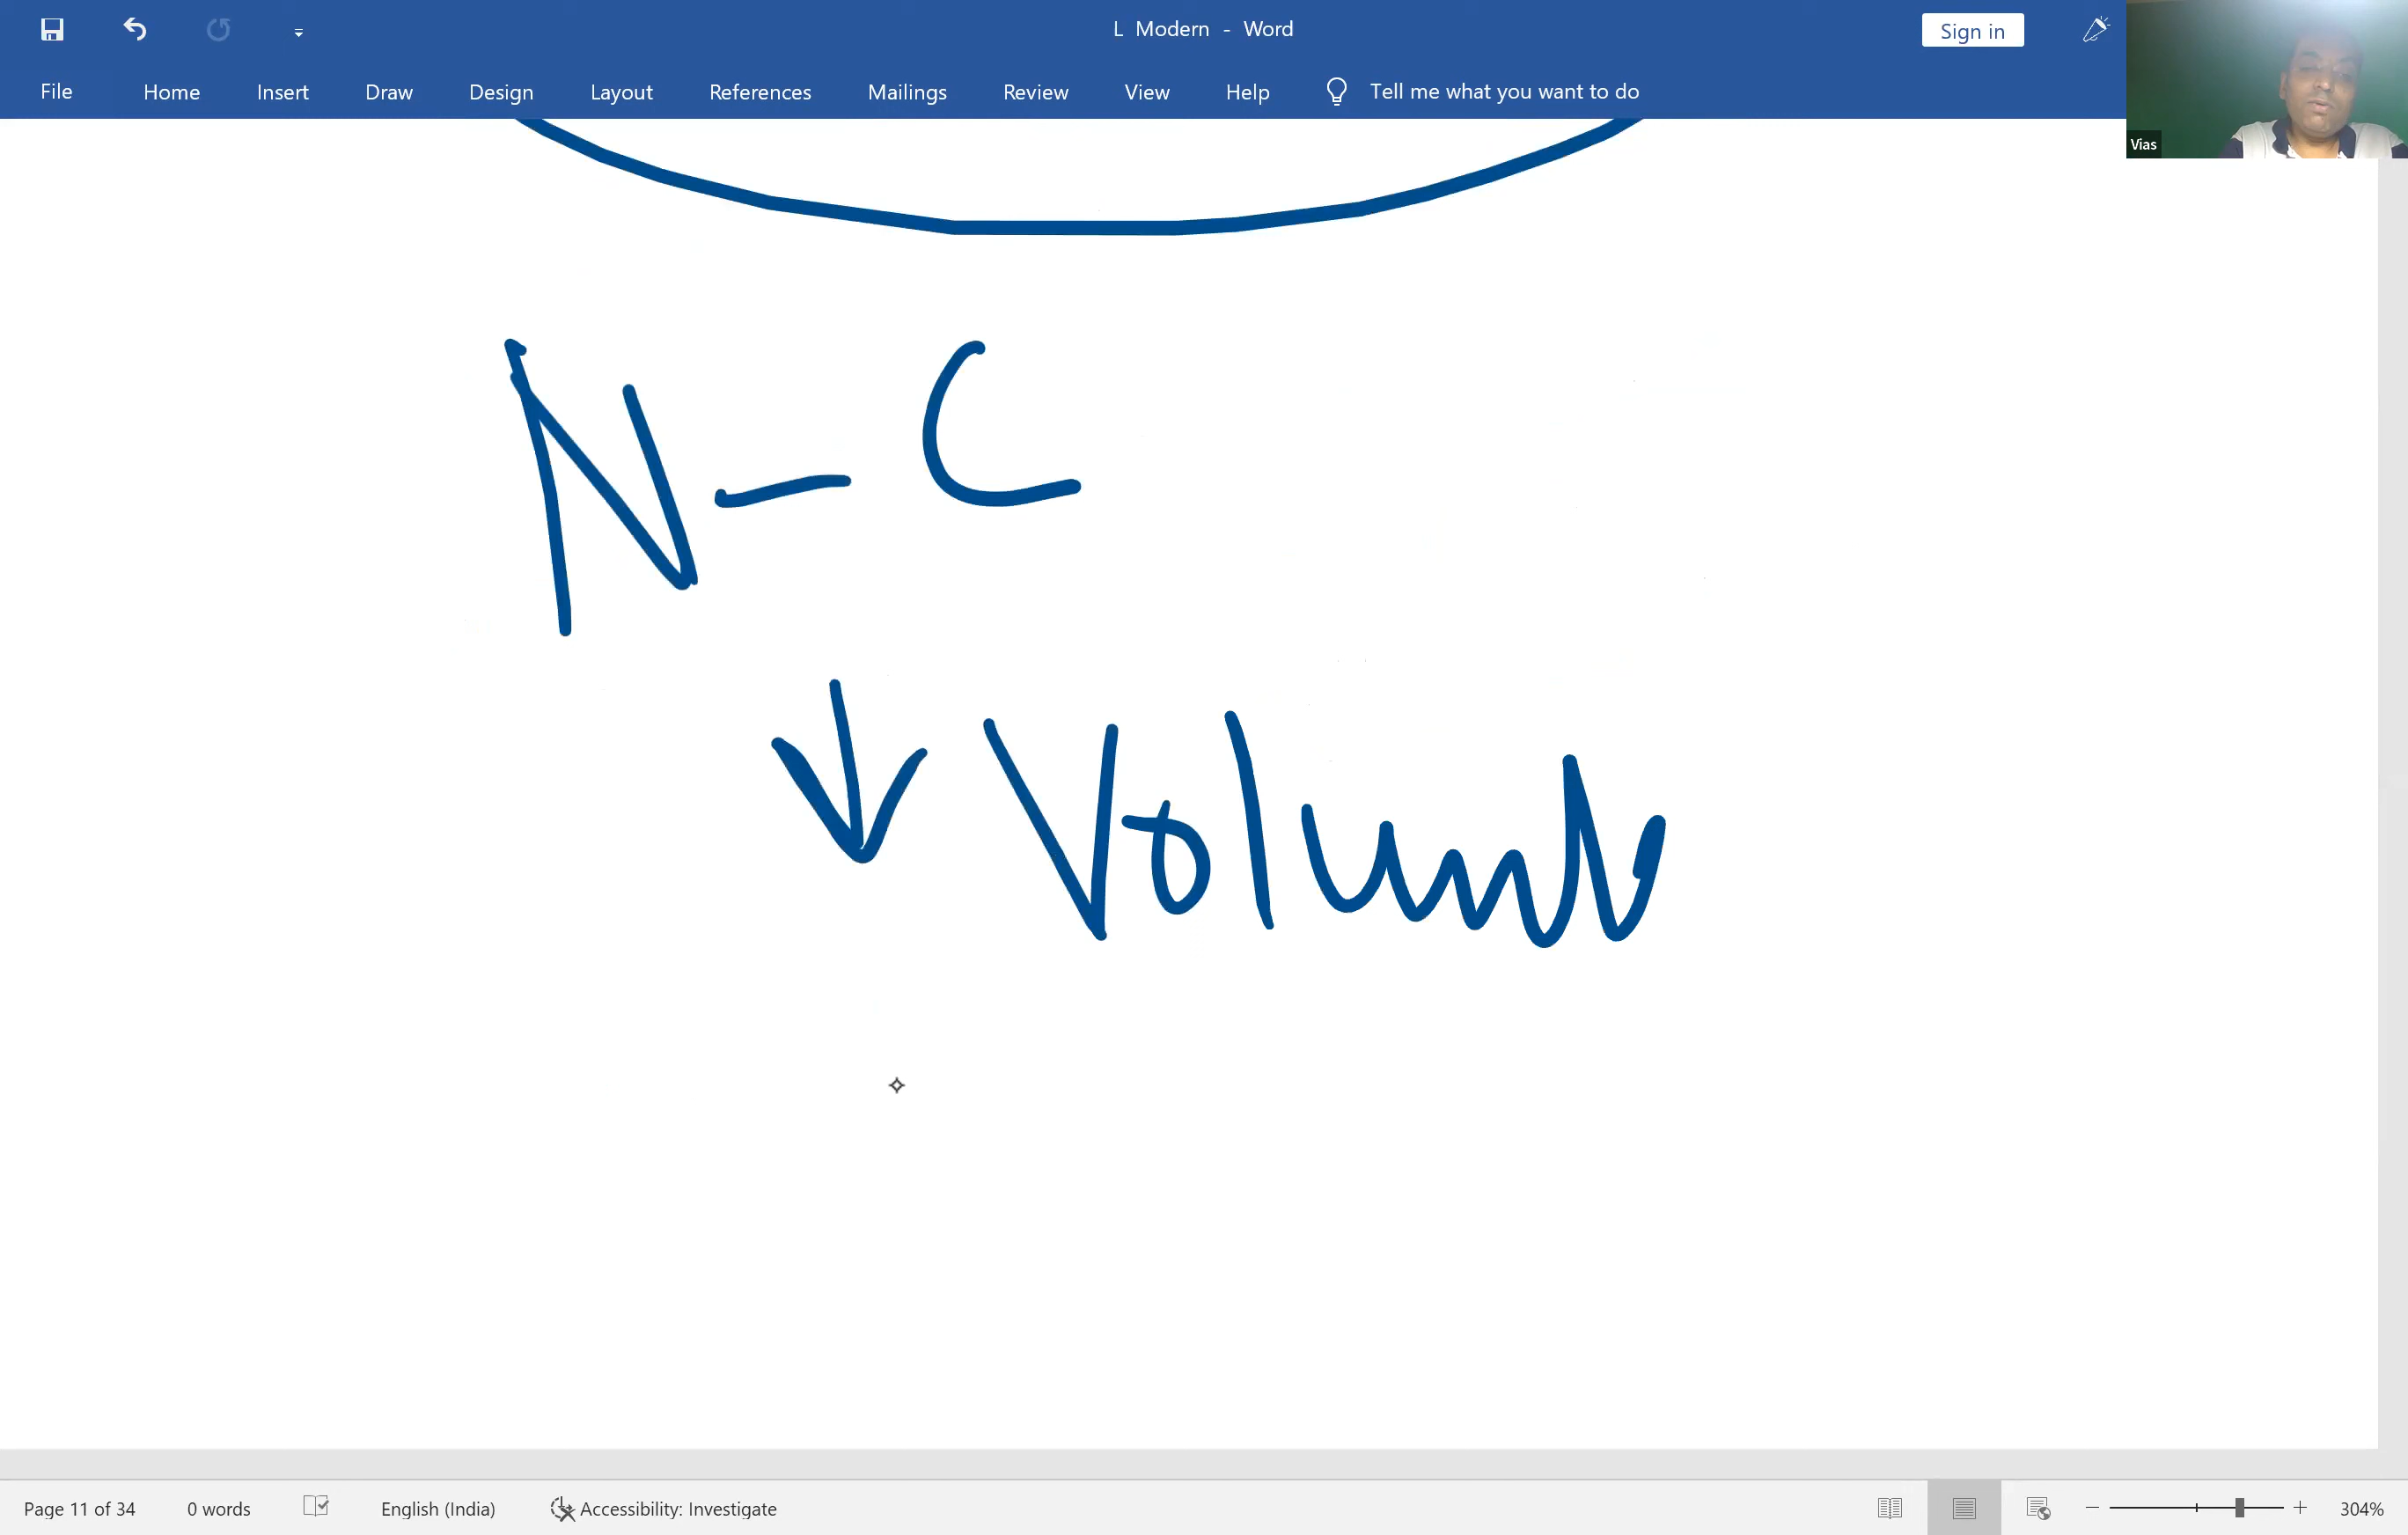 L Modern - Word
Sign in
Vias
File Home Insert Draw Design Layout References Mailings Review View Help Tell me what you want to do
N - C
↓ Volume
Page 11 of 34 0 words English (India) Accessibility: Investigate 304%